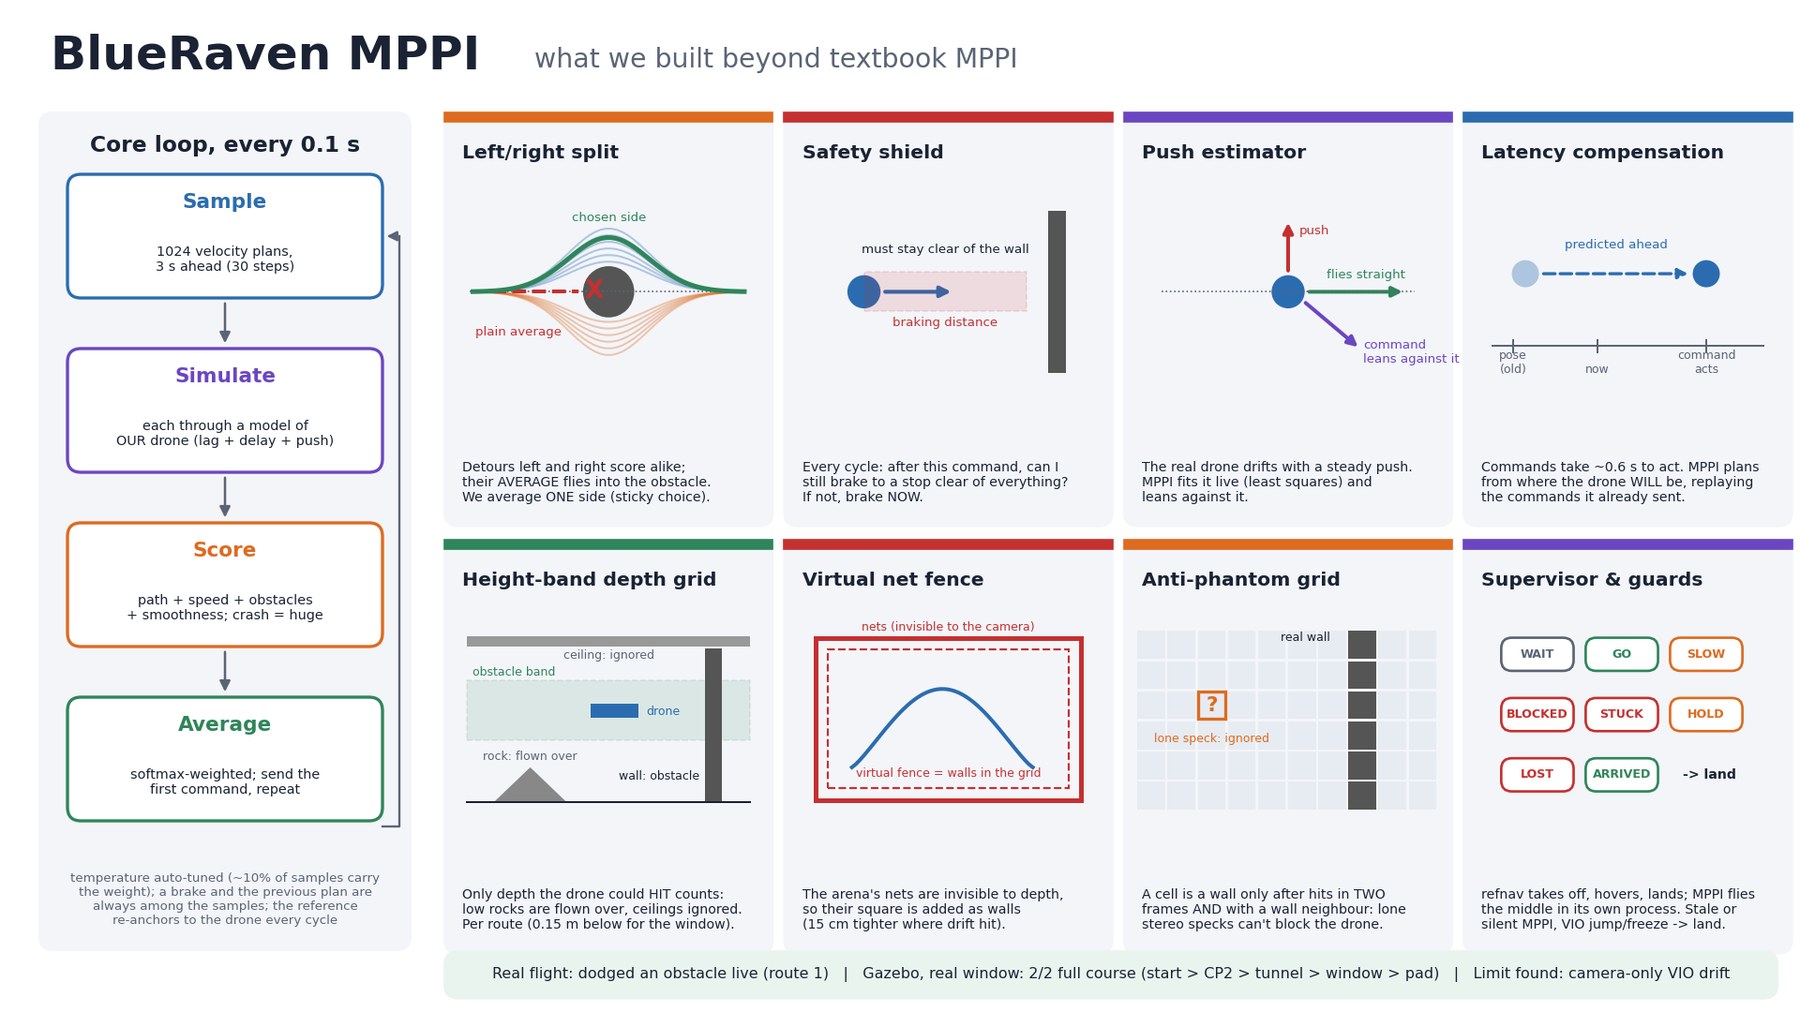 BlueRaven MPPI
what we built beyond textbook MPPI
Core loop, every 0.1 s
Sample
1024 velocity plans,
3 s ahead (30 steps)
Simulate
each through a model of
OUR drone (lag + delay + push)
Score
path + speed + obstacles
+ smoothness; crash = huge
Average
softmax-weighted; send the
first command, repeat
temperature auto-tuned (~10% of samples carry
the weight); a brake and the previous plan are
always among the samples; the reference
re-anchors to the drone every cycle
Left/right split
chosen side
X
plain average
Detours left and right score alike;
their AVERAGE flies into the obstacle.
We average ONE side (sticky choice).
Safety shield
must stay clear of the wall
braking distance
Every cycle: after this command, can I
still brake to a stop clear of everything?
If not, brake NOW.
Push estimator
push
flies straight
command
leans against it
The real drone drifts with a steady push.
MPPI fits it live (least squares) and
leans against it.
Latency compensation
predicted ahead
pose
(old)
now
command
acts
Commands take ~0.6 s to act. MPPI plans
from where the drone WILL be, replaying
the commands it already sent.
Height-band depth grid
ceiling: ignored
obstacle band
drone
rock: flown over
wall: obstacle
Only depth the drone could HIT counts:
low rocks are flown over, ceilings ignored.
Per route (0.15 m below for the window).
Virtual net fence
nets (invisible to the camera)
virtual fence = walls in the grid
The arena's nets are invisible to depth,
so their square is added as walls
(15 cm tighter where drift hit).
Anti-phantom grid
real wall
?
lone speck: ignored
A cell is a wall only after hits in TWO
frames AND with a wall neighbour: lone
stereo specks can't block the drone.
Supervisor & guards
WAIT
GO
SLOW
BLOCKED
STUCK
HOLD
LOST
ARRIVED
-> land
refnav takes off, hovers, lands; MPPI flies
the middle in its own process. Stale or
silent MPPI, VIO jump/freeze -> land.
Real flight: dodged an obstacle live (route 1) | Gazebo, real window: 2/2 full course (start > CP2 > tunnel > window > pad) | Limit found: camera-only VIO drift